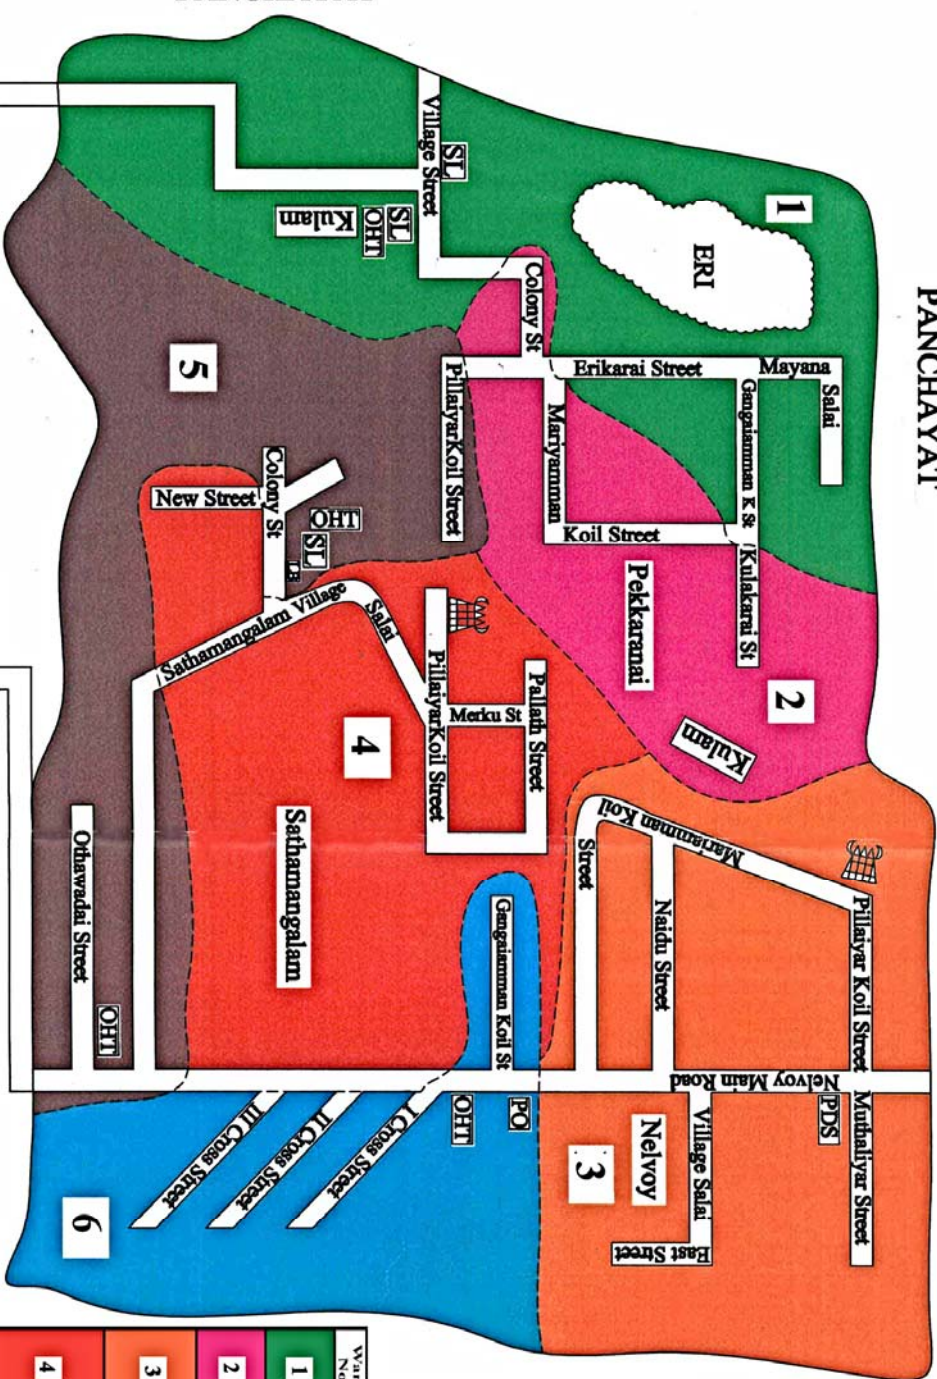 PANCHAYAT
1
ERI
Village Street
SL
SL
OHT
Kulam
Colony St
Erikarai Street
Mayana
Salai
Gangaiamman K St
Kulakarai St
Mariyamman
Koil Street
PillaiyarKoil Street
Pekkaranai
2
Kulam
5
New Street
Colony St
OHT
SL
Sathamangalam Village
Salai
PillaiyarKoil Street
Merku St
Pallath Street
4
Sathamangalam
Othawadai Street
OHT
Mariamman Koil
Street
Naidu Street
Pillaiyar Koil Street
Muthaliyar Street
Nelvoy Main Road
PDS
Village Salai
East Street
Nelvoy
3
Gangaiamman Koil St
PO
OHT
I Cross Street
II Cross Street
III Cross Street
6
1
2
3
4